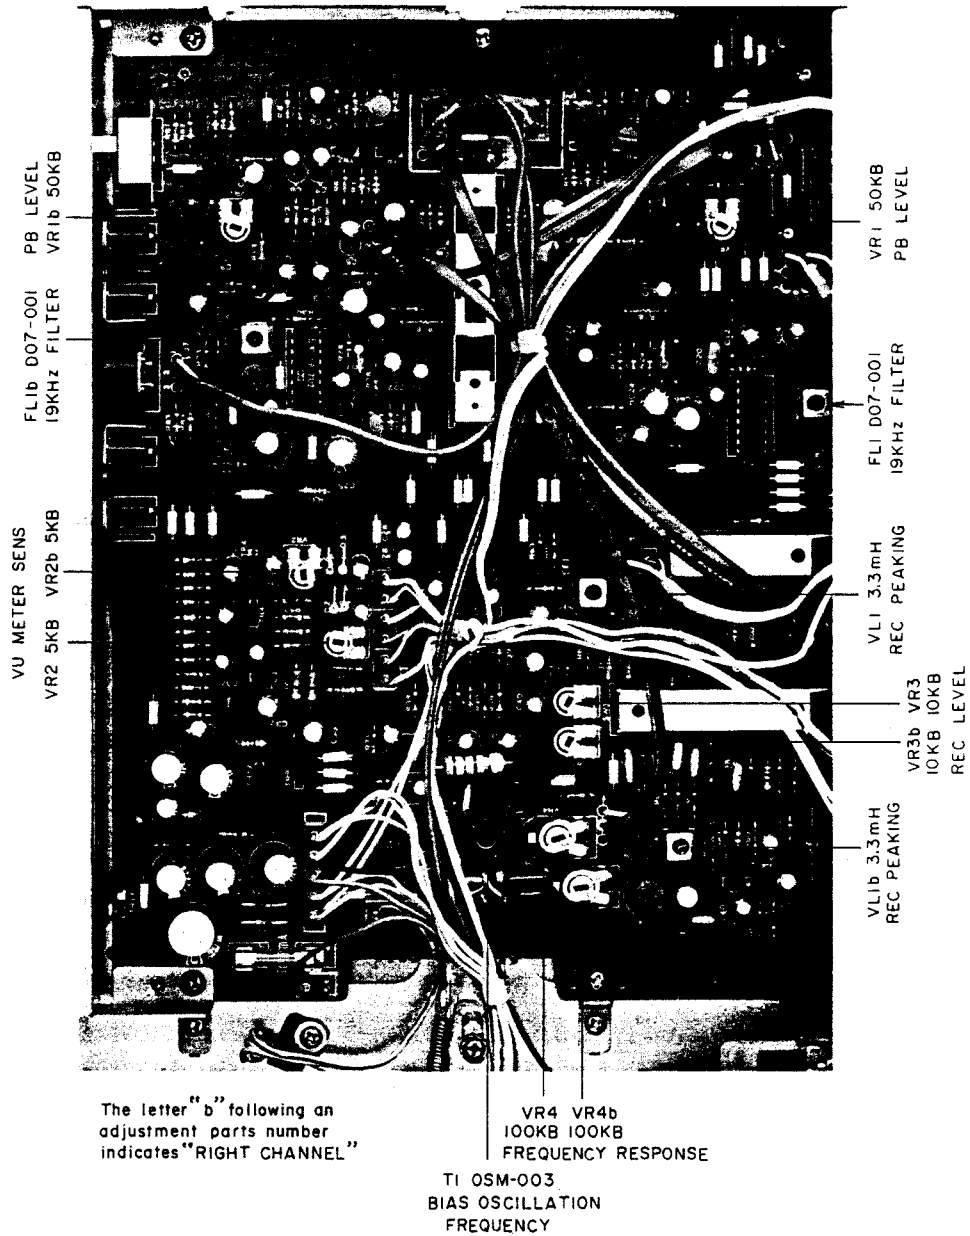 PB LEVEL
VR1b 50KB
FL1b D07-001
19KHz FILTER
VU METER SENS
VR2b 5KB
VR2 5KB
VR1 50KB
PB LEVEL
FL1 D07-001
19KHz FILTER
VL1 3.3mH
REC PEAKING
VR3
10KB
VR3b
10KB
REC LEVEL
VL1b 3.3mH
REC PEAKING
The letter "b" following an
adjustment parts number
indicates "RIGHT CHANNEL"
VR4 VR4b
100KB 100KB
FREQUENCY RESPONSE
T1 OSM-003
BIAS OSCILLATION
FREQUENCY